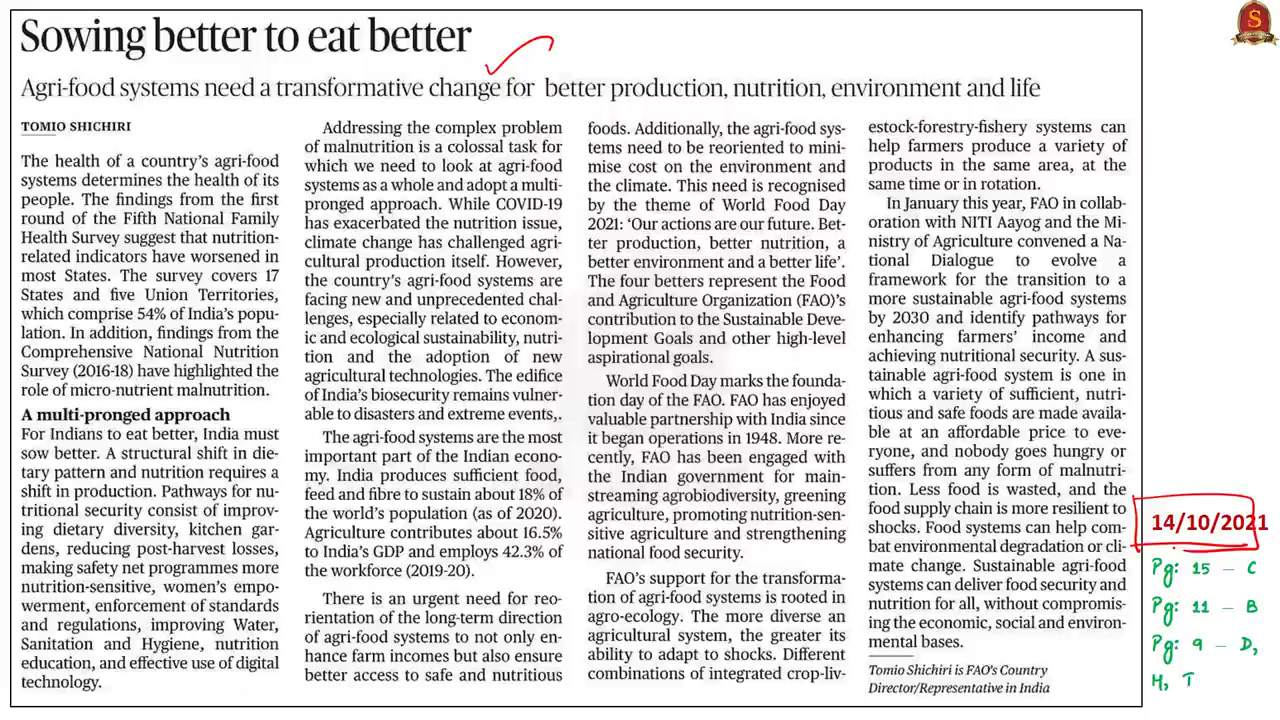 Sowing better to eat better
Agri-food systems need a transformative change for better production, nutrition, environment and life
TOMIO SHICHIRI
The health of a country's agri-food
systems determines the health of its
people. The findings from the first
round of the Fifth National Family
Health Survey suggest that nutrition-
related indicators have worsened in
most States. The survey covers 17
States and five Union Territories,
which comprise 54% of India's popu-
lation. In addition, findings from the
Comprehensive National Nutrition
Survey (2016-18) have highlighted the
role of micro-nutrient malnutrition.
A multi-pronged approach
For Indians to eat better, India must
sow better. A structural shift in die-
tary pattern and nutrition requires a
shift in production. Pathways for nu-
tritional security consist of improv-
ing dietary diversity, kitchen gar-
dens, reducing post-harvest losses,
making safety net programmes more
nutrition-sensitive, women's empo-
werment, enforcement of standards
and regulations, improving Water,
Sanitation and Hygiene, nutrition
education, and effective use of digital
technology.
Addressing the complex problem
of malnutrition is a colossal task for
which we need to look at agri-food
systems as a whole and adopt a multi-
pronged approach. While COVID-19
has exacerbated the nutrition issue,
climate change has challenged agri-
cultural production itself. However,
the country's agri-food systems are
facing new and unprecedented chal-
lenges, especially related to econom-
ic and ecological sustainability, nutri-
tion and the adoption of new
agricultural technologies. The edifice
of India's biosecurity remains vulner-
able to disasters and extreme events,.
The agri-food systems are the most
important part of the Indian econo-
my. India produces sufficient food,
feed and fibre to sustain about 18% of
the world's population (as of 2020).
Agriculture contributes about 16.5%
to India's GDP and employs 42.3% of
the workforce (2019-20).
There is an urgent need for reo-
rientation of the long-term direction
of agri-food systems to not only en-
hance farm incomes but also ensure
better access to safe and nutritious
foods. Additionally, the agri-food sys-
tems need to be reoriented to mini-
mise cost on the environment and
the climate. This need is recognised
by the theme of World Food Day
2021: 'Our actions are our future. Bet-
ter production, better nutrition, a
better environment and a better life'.
The four betters represent the Food
and Agriculture Organization (FAO)'s
contribution to the Sustainable Deve-
lopment Goals and other high-level
aspirational goals.
World Food Day marks the founda-
tion day of the FAO. FAO has enjoyed
valuable partnership with India since
it began operations in 1948. More re-
cently, FAO has been engaged with
the Indian government for main-
streaming agrobiodiversity, greening
agriculture, promoting nutrition-sen-
sitive agriculture and strengthening
national food security.
FAO's support for the transforma-
tion of agri-food systems is rooted in
agro-ecology. The more diverse an
agricultural system, the greater its
ability to adapt to shocks. Different
combinations of integrated crop-liv-
estock-forestry-fishery systems can
help farmers produce a variety of
products in the same area, at the
same time or in rotation.
In January this year, FAO in collab-
oration with NITI Aayog and the Mi-
nistry of Agriculture convened a Na-
tional Dialogue to evolve a
framework for the transition to a
more sustainable agri-food systems
by 2030 and identify pathways for
enhancing farmers' income and
achieving nutritional security. A sus-
tainable agri-food system is one in
which a variety of sufficient, nutri-
tious and safe foods are made availa-
ble at an affordable price to eve-
ryone, and nobody goes hungry or
suffers from any form of malnutri-
tion. Less food is wasted, and the
food supply chain is more resilient to
shocks. Food systems can help com-
bat environmental degradation or cli-
mate change. Sustainable agri-food
systems can deliver food security and
nutrition for all, without compromis-
ing the economic, social and environ-
mental bases.
Tomio Shichiri is FAO's Country
Director/Representative in India
S
14/10/2021
Pg: 15 - C
Pg: 11 - B
Pg: 9 - D,
H, T